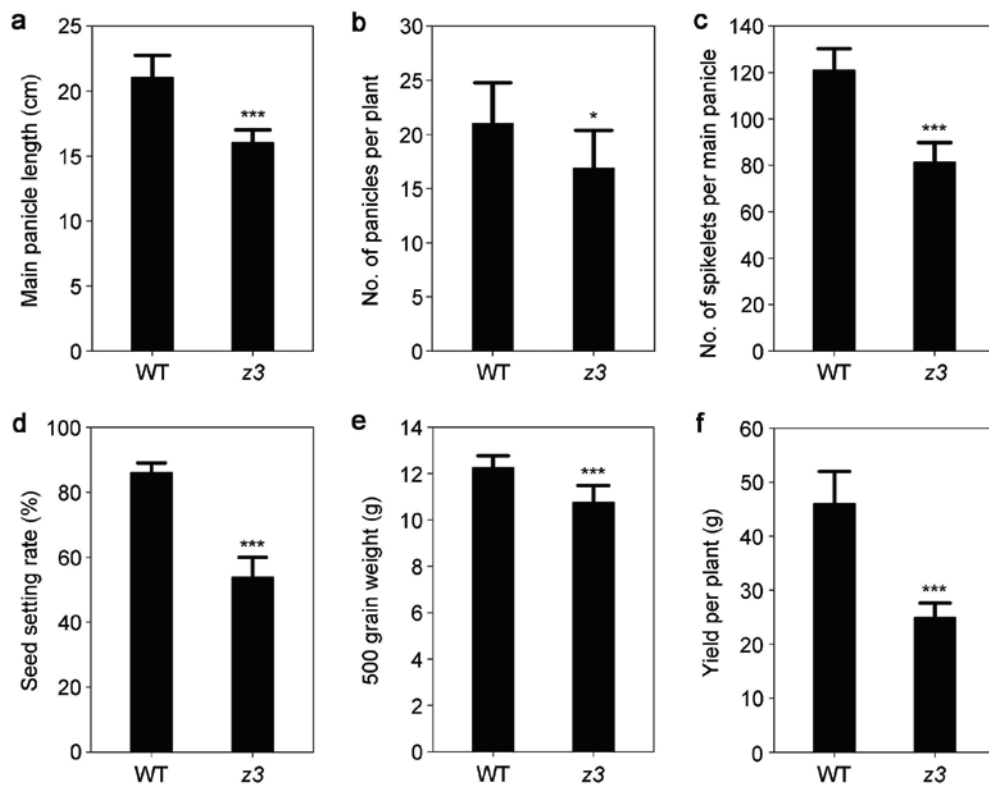 a
Main panicle length (cm)
25
20
15
10
5
0
***
WT
z3
b
No. of panicles per plant
30
25
20
15
10
5
0
*
WT
z3
c
No. of spikelets per main panicle
140
120
100
80
60
40
20
0
***
WT
z3
d
Seed setting rate (%)
100
80
60
40
20
0
***
WT
z3
e
500 grain weight (g)
14
12
10
8
6
4
2
0
***
WT
z3
f
Yield per plant (g)
60
50
40
30
20
10
0
***
WT
z3